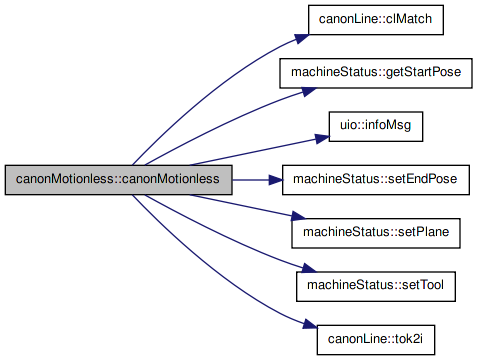 canonLine::clMatch
machineStatus::getStartPose
uio::infoMsg
canonMotionless::canonMotionless
machineStatus::setEndPose
machineStatus::setPlane
machineStatus::setTool
canonLine::tok2i